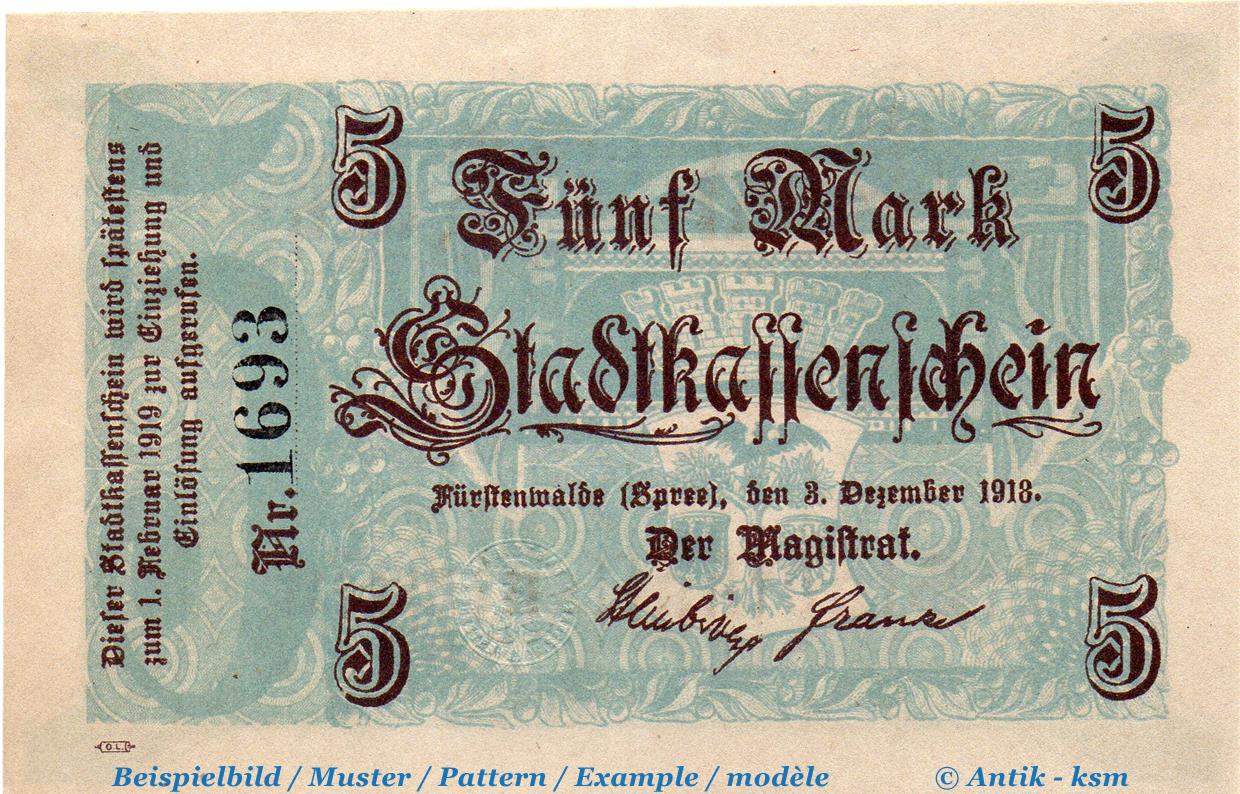 Dieser Stadtkassenschein wird spätestens
zum 1. Februar 1919 zur Einziehung und
Einlösung aufgerufen.
Nr. 1693
5
5
Fünf Mark
Stadtkassenschein
Fürstenwalde (Spree), den 3. Dezember 1918.
Der Magistrat.
Franke
5
5
O.L.
Beispielbild / Muster / Pattern / Example / modèle
© Antik - ksm